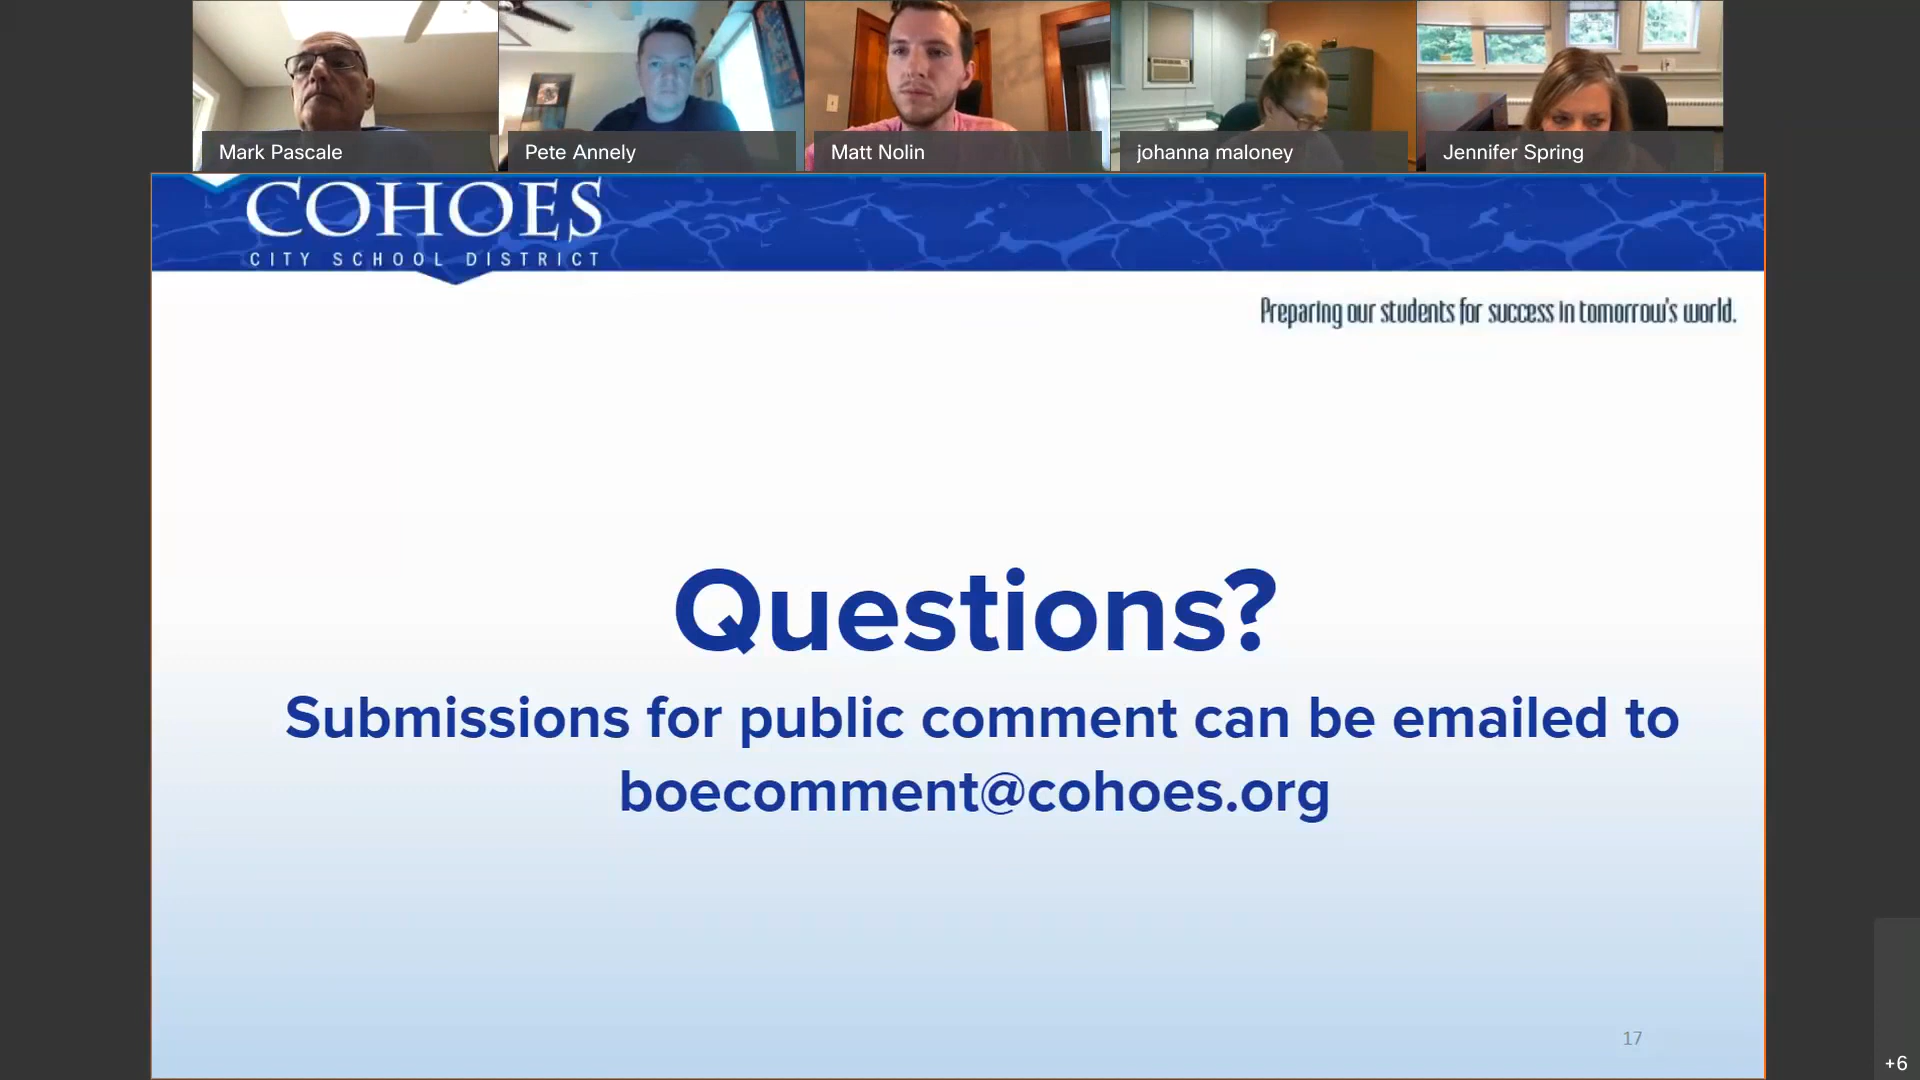 Mark Pascale
Pete Annely
Matt Nolin
johanna maloney
Jennifer Spring
COHOES
CITY SCHOOL DISTRICT
Preparing our students for success in tomorrow's world.
Questions?
Submissions for public comment can be emailed to
boecomment@cohoes.org
17
+6